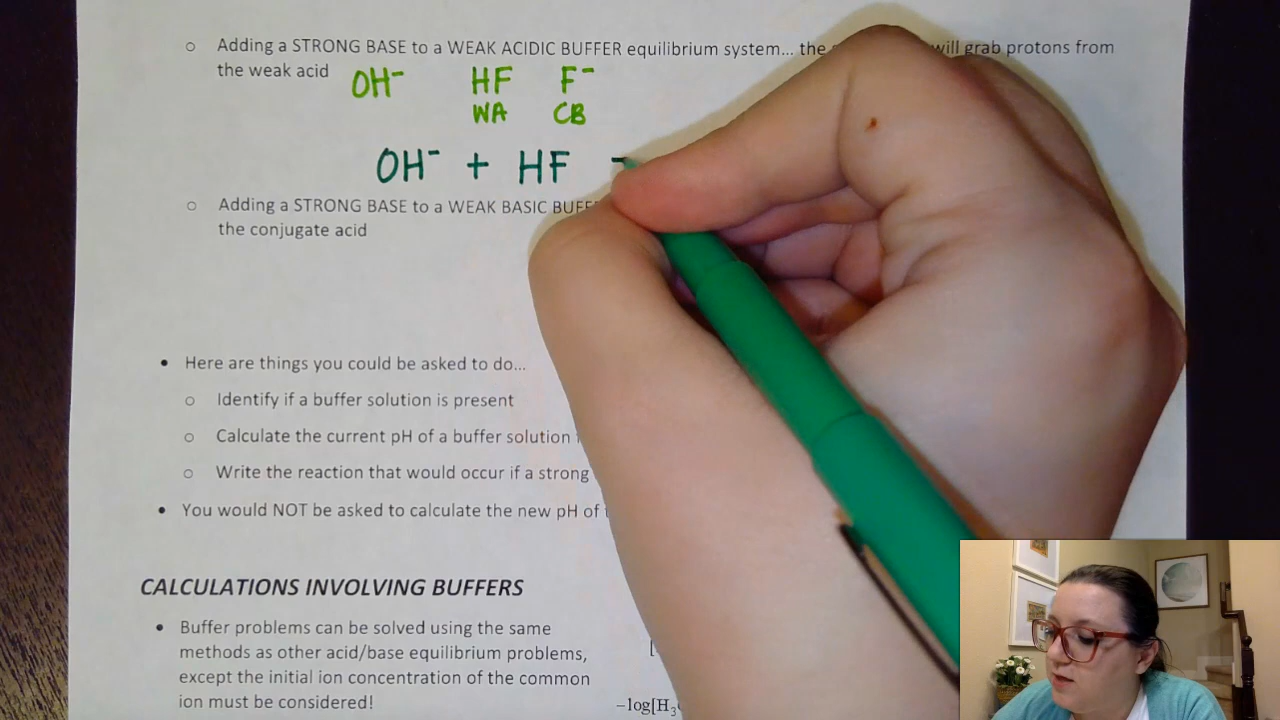 ○ Adding a STRONG BASE to a WEAK ACIDIC BUFFER equilibrium system... the will grab protons from
the weak acid
OH⁻ HF F⁻
WA CB
OH⁻ + HF
○ Adding a STRONG BASE to a WEAK BASIC
the conjugate acid
• Here are things you could be asked to do...
○ Identify if a buffer solution is present
○ Calculate the current pH of a buffer solution
○ Write the reaction that would occur if a strong
• You would NOT be asked to calculate the new pH of
CALCULATIONS INVOLVING BUFFERS
• Buffer problems can be solved using the same
methods as other acid/base equilibrium problems,
except the initial ion concentration of the common
ion must be considered!
−log[H₃